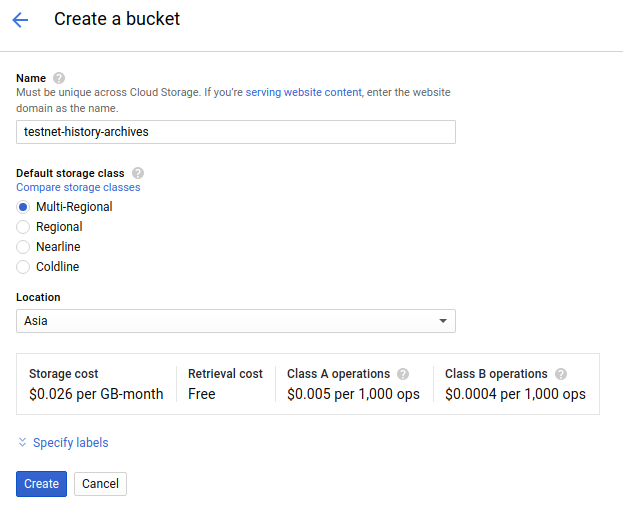 Create a bucket
Name
Must be unique across Cloud Storage. If you're serving website content, enter the website
domain as the name.
testnet-history-archives
Default storage class
Compare storage classes
Multi-Regional
Regional
Nearline
Coldline
Location
Asia
Storage cost Retrieval cost Class A operations Class B operations
$0.026 per GB-month Free $0.005 per 1,000 ops $0.0004 per 1,000 ops
Specify labels
Create Cancel